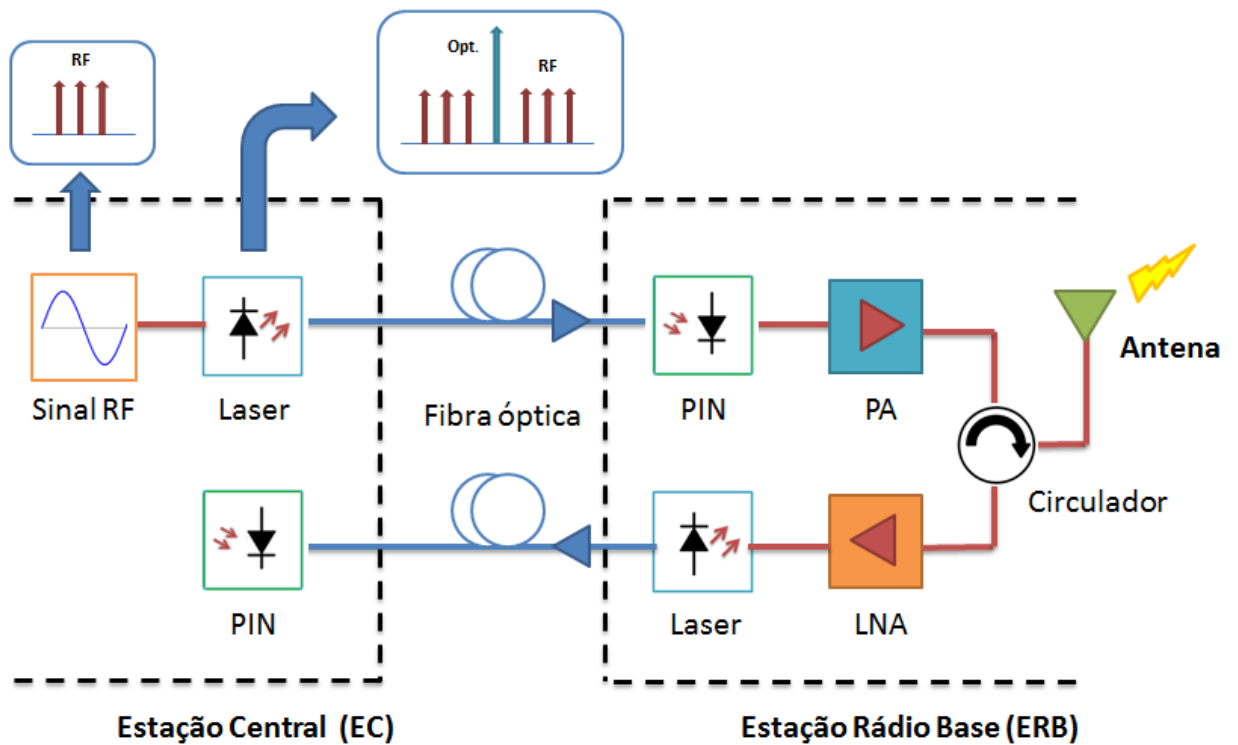 RF
Opt.
RF
Sinal RF
Laser
Fibra óptica
PIN
PA
Antena
Circulador
PIN
Laser
LNA
Estação Central (EC)
Estação Rádio Base (ERB)